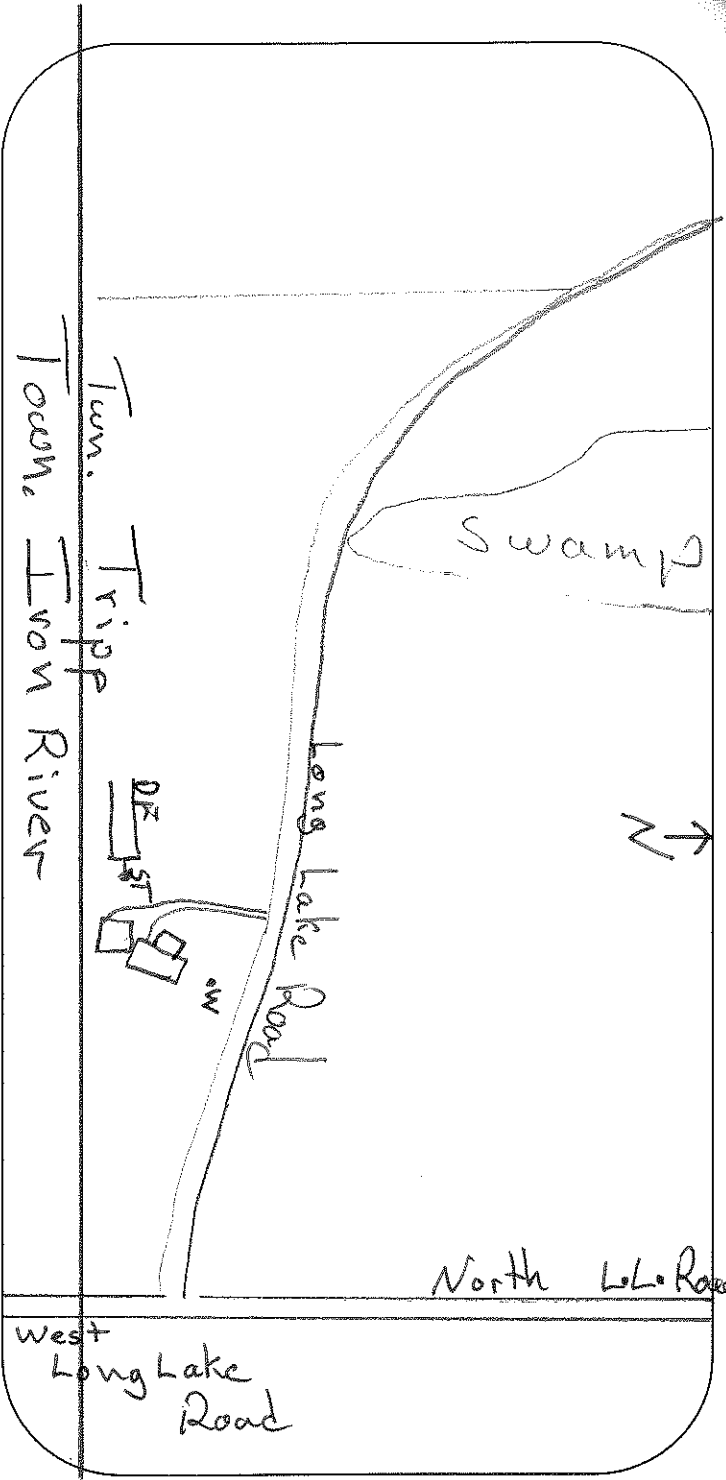 Swamp
N
Long Lake Road
Twn. Tripp
Town. Iron River
DF
ST
W
North L.L. Road
West
Long Lake
Road